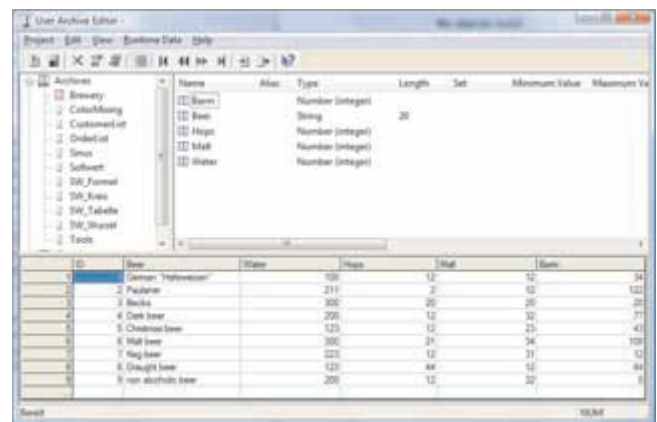 User Archive Editor -
Project Edit View Runtime Data Help
Archives
Brewery
ColorMixing
CustomerList
OrderList
Sinus
Sollwert
SW_Formel
SW_Kreis
SW_Tabelle
SW_Wurzel
Tools
Name Alias Type Length Set Minimum Value Maximum Va
Barm Number (integer)
Beer String 20
Hops Number (integer)
Malt Number (integer)
Water Number (integer)
ID Beer Water Hops Malt Barm
1 German "Hefeweizen" 100 12 12 34
2 2 Paulaner 211 2 12 122
3 3 Becks 300 20 20 20
4 4 Dark beer 200 12 32 77
5 5 Christmas beer 123 12 23 43
6 6 Malt beer 300 21 34 100
7 7 Keg beer 223 12 31 12
8 8 Draught beer 123 44 12 44
9 9 non alcoholic beer 200 12 32
NUM